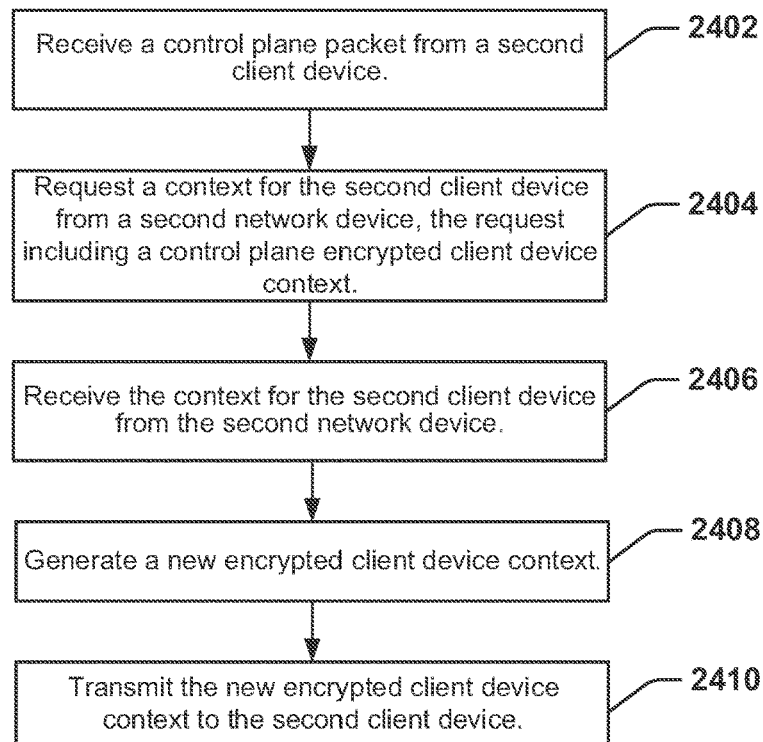 Receive a control plane packet from a second
client device.
2402
Request a context for the second client device
from a second network device, the request
including a control plane encrypted client device
context.
2404
Receive the context for the second client device
from the second network device.
2406
Generate a new encrypted client device context.
2408
Transmit the new encrypted client device
context to the second client device.
2410